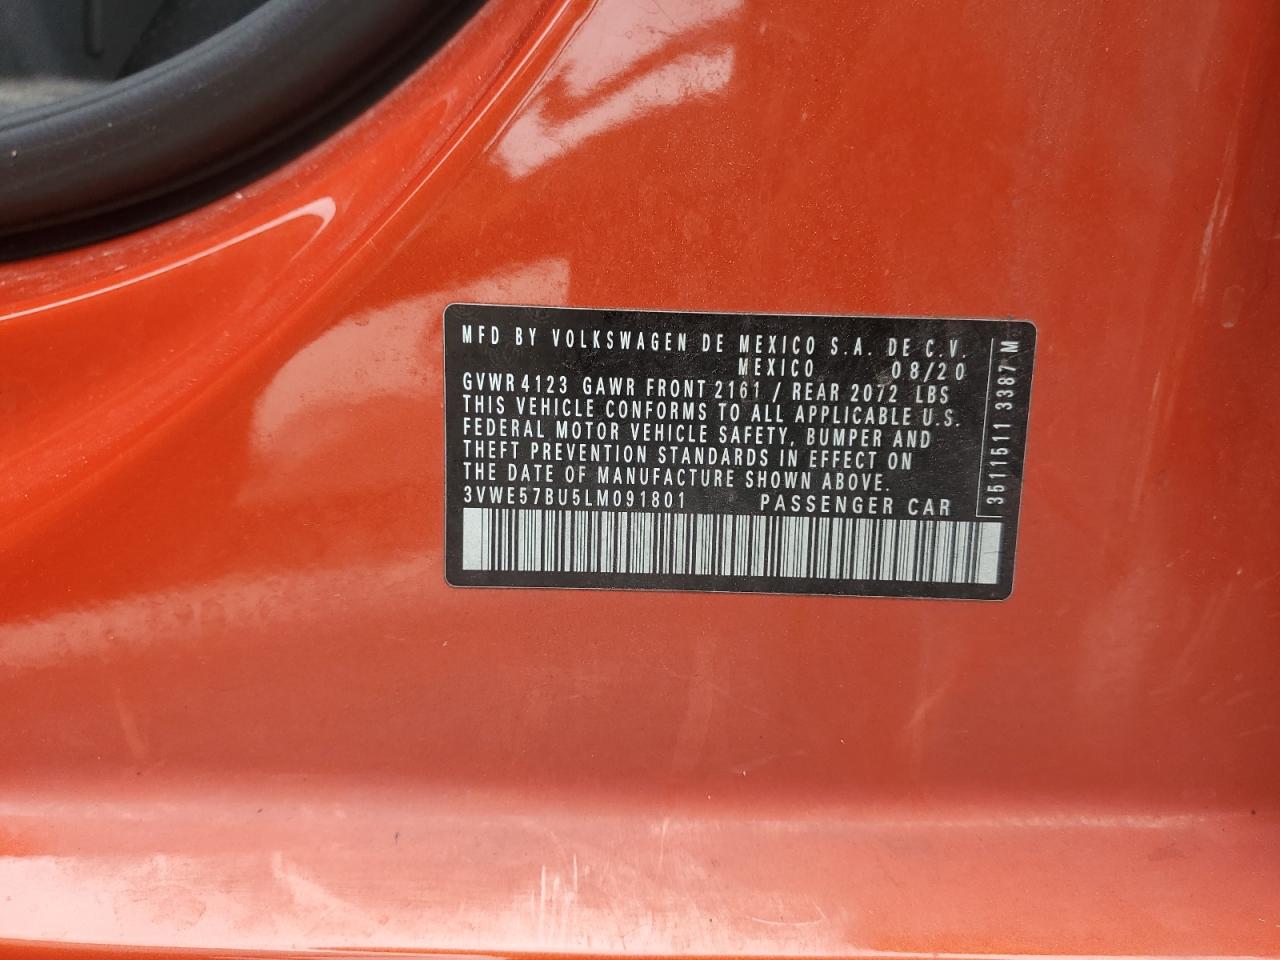 MFD BY VOLKSWAGEN DE MEXICO S.A. DE C.V.
MEXICO 08/20
GVWR 4123 GAWR FRONT 2161 / REAR 2072 LBS
THIS VEHICLE CONFORMS TO ALL APPLICABLE U.S.
FEDERAL MOTOR VEHICLE SAFETY, BUMPER AND
THEFT PREVENTION STANDARDS IN EFFECT ON
THE DATE OF MANUFACTURE SHOWN ABOVE.
3VWE57BU5LM091801 PASSENGER CAR
3511511 3387 M